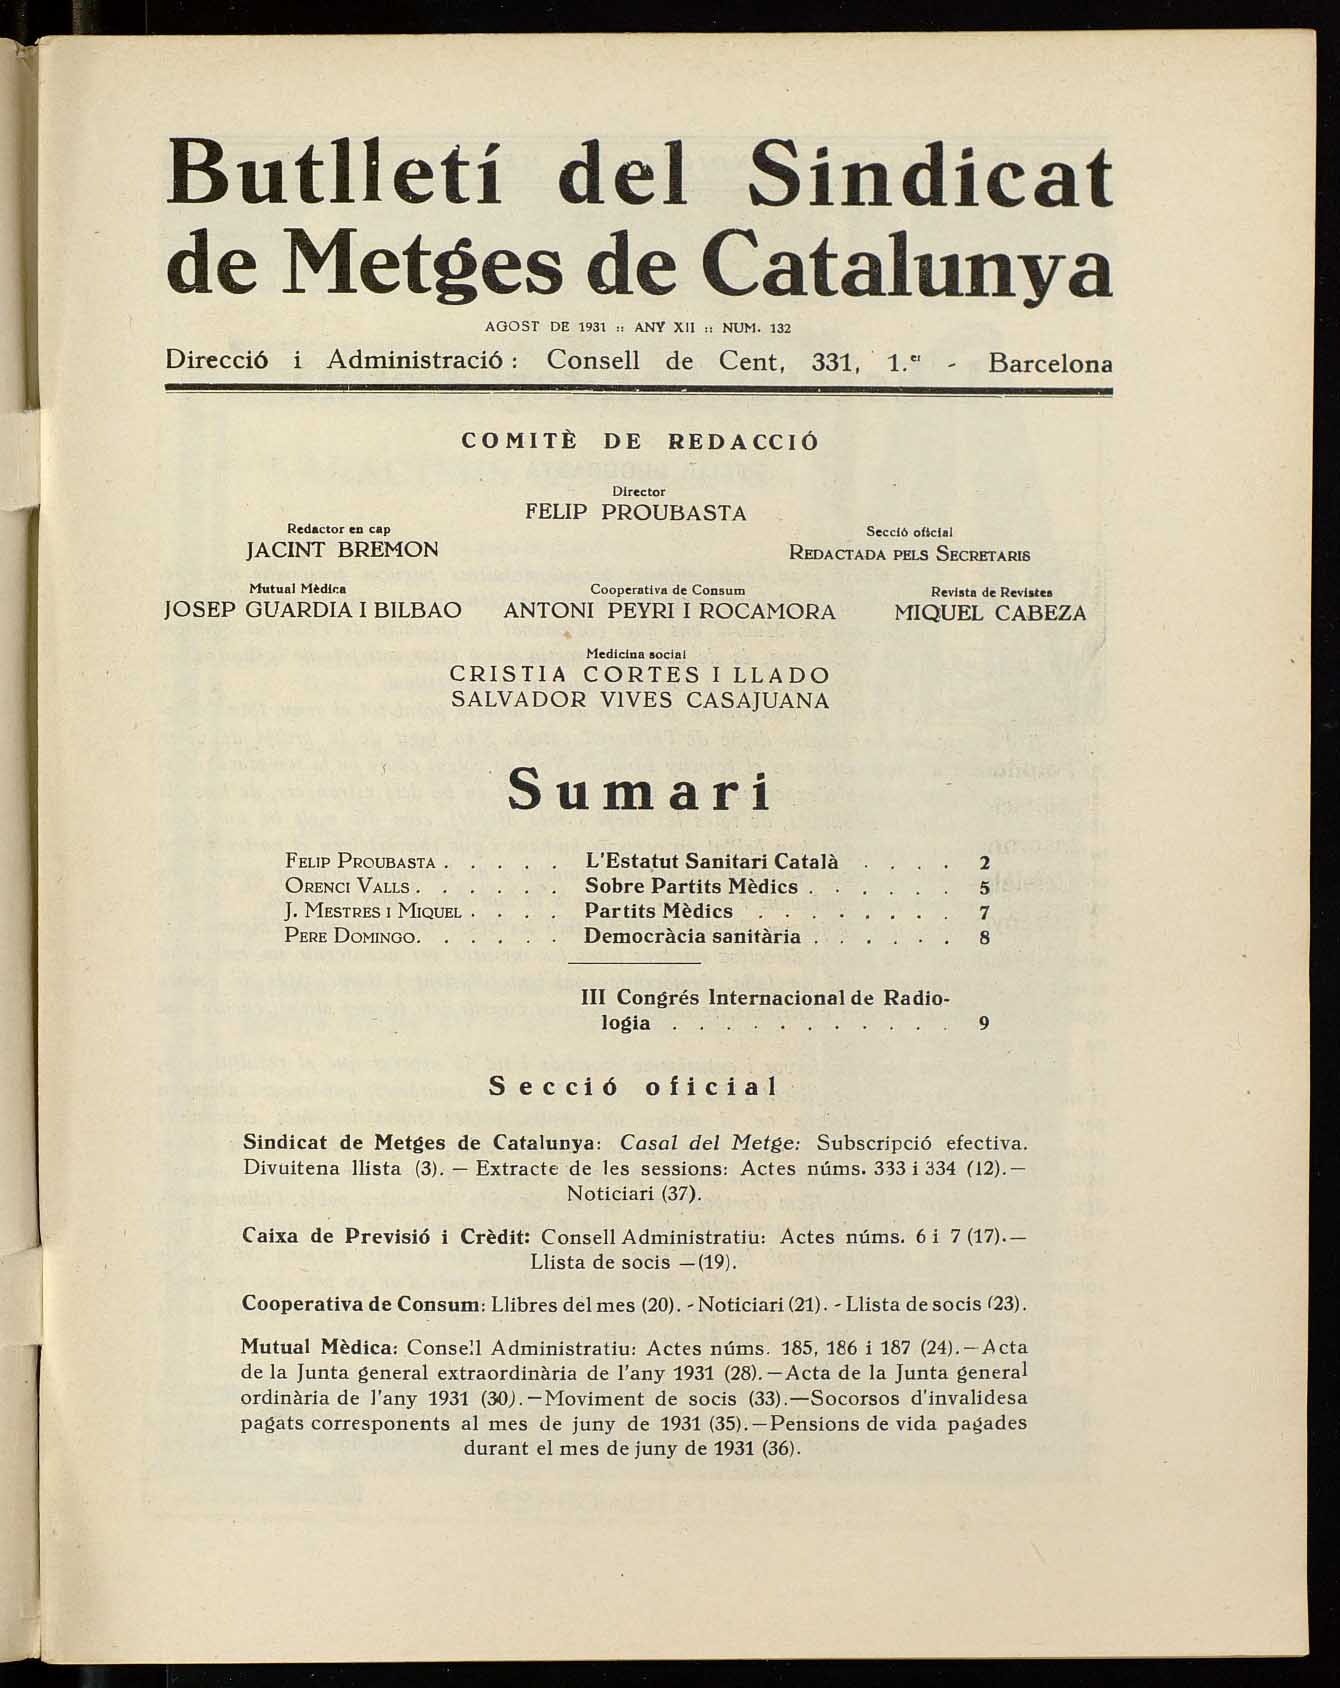 Butlletí del Sindicat
de Metges de Catalunya
AGOST DE 1931 :: ANY XII :: NUM. 132
Direcció i Administració : Consell de Cent, 331, 1.er - Barcelona
COMITÈ DE REDACCIÓ
Director
FELIP PROUBASTA
Redactor en cap
JACINT BREMON
Secció oficial
REDACTADA PELS SECRETARIS
Mutual Mèdica
JOSEP GUARDIA I BILBAO
Cooperativa de Consum
ANTONI PEYRI I ROCAMORA
Revista de Revistes
MIQUEL CABEZA
Medicina social
CRISTIA CORTES I LLADO
SALVADOR VIVES CASAJUANA
Sumari
FELIP PROUBASTA . . . . . L'Estatut Sanitari Català . . . . 2
ORENCI VALLS . . . . . . Sobre Partits Mèdics . . . . . . 5
J. MESTRES I MIQUEL . . . . Partits Mèdics . . . . . . . . 7
PERE DOMINGO . . . . . . Democràcia sanitària . . . . . . 8
III Congrés Internacional de Radio-
logia . . . . . . . . . . . 9
Secció oficial
Sindicat de Metges de Catalunya: Casal del Metge: Subscripció efectiva.
Divuitena llista (3). — Extracte de les sessions: Actes núms. 333 i 334 (12).—
Noticiari (37).
Caixa de Previsió i Crèdit: Consell Administratiu: Actes núms. 6 i 7 (17).—
Llista de socis —(19).
Cooperativa de Consum: Llibres del mes (20). - Noticiari (21). - Llista de socis (23).
Mutual Mèdica: Consell Administratiu: Actes núms. 185, 186 i 187 (24).—Acta
de la Junta general extraordinària de l'any 1931 (28).—Acta de la Junta general
ordinària de l'any 1931 (30).—Moviment de socis (33).—Socorsos d'invalidesa
pagats corresponents al mes de juny de 1931 (35).—Pensions de vida pagades
durant el mes de juny de 1931 (36).